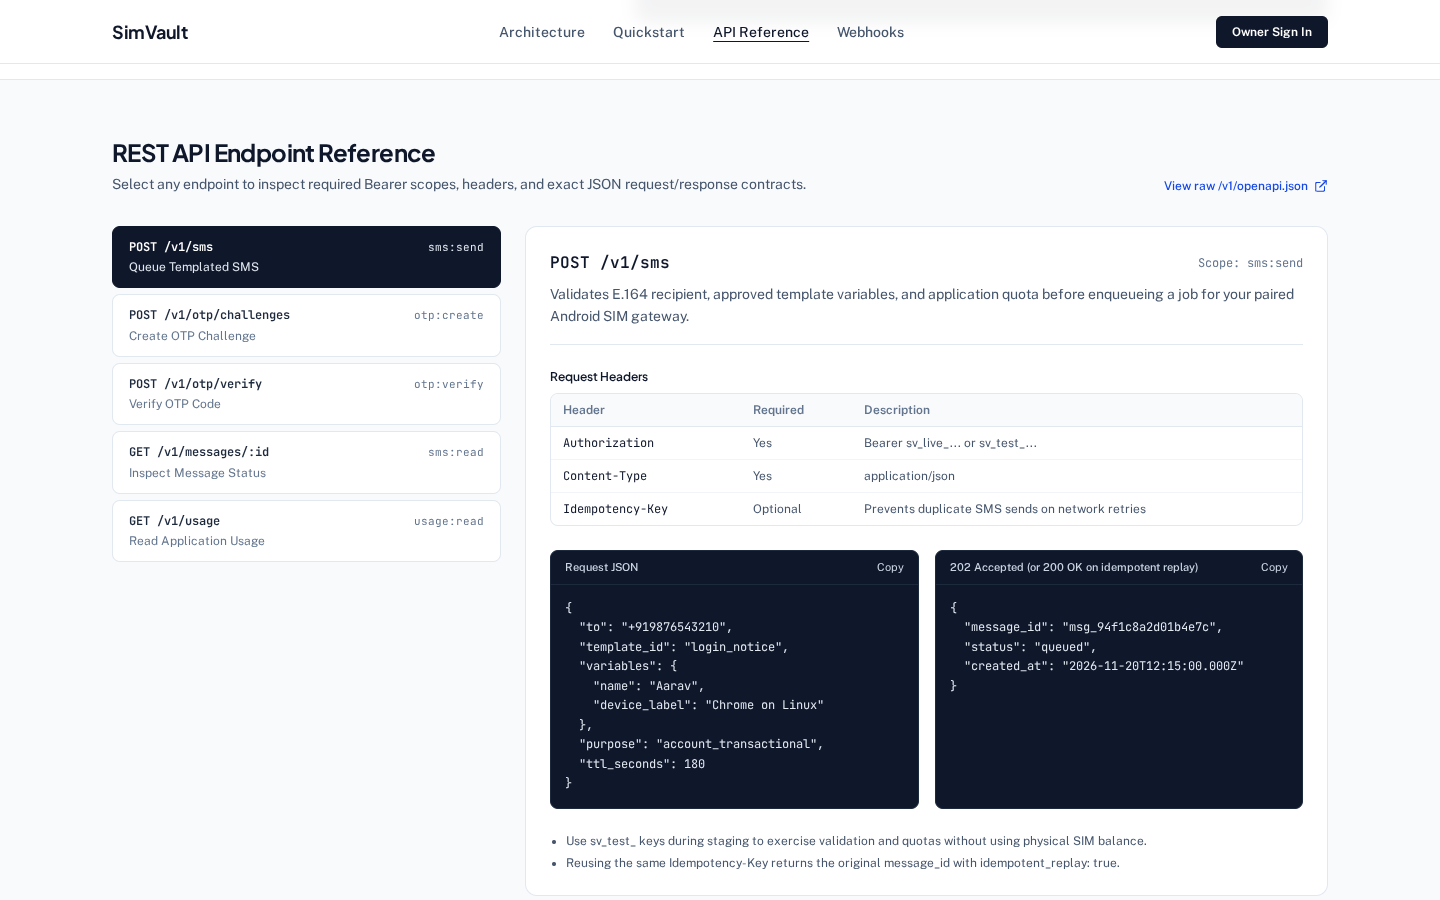 SimVault
Architecture
Quickstart
API Reference
Webhooks
Owner Sign In
REST API Endpoint Reference
Select any endpoint to inspect required Bearer scopes, headers, and exact JSON request/response contracts.
View raw /v1/openapi.json
POST /v1/sms
sms:send
Queue Templated SMS
POST /v1/otp/challenges
otp:create
Create OTP Challenge
POST /v1/otp/verify
otp:verify
Verify OTP Code
GET /v1/messages/:id
sms:read
Inspect Message Status
GET /v1/usage
usage:read
Read Application Usage
POST /v1/sms
Scope: sms:send
Validates E.164 recipient, approved template variables, and application quota before enqueueing a job for your paired
Android SIM gateway.
Request Headers
Header Required Description
Authorization Yes Bearer sv_live_... or sv_test_...
Content-Type Yes application/json
Idempotency-Key Optional Prevents duplicate SMS sends on network retries
Request JSON
Copy
{
  "to": "+919876543210",
  "template_id": "login_notice",
  "variables": {
    "name": "Aarav",
    "device_label": "Chrome on Linux"
  },
  "purpose": "account_transactional",
  "ttl_seconds": 180
}
202 Accepted (or 200 OK on idempotent replay)
Copy
{
  "message_id": "msg_94f1c8a2d01b4e7c",
  "status": "queued",
  "created_at": "2026-11-20T12:15:00.000Z"
}
• Use sv_test_ keys during staging to exercise validation and quotas without using physical SIM balance.
• Reusing the same Idempotency-Key returns the original message_id with idempotent_replay: true.